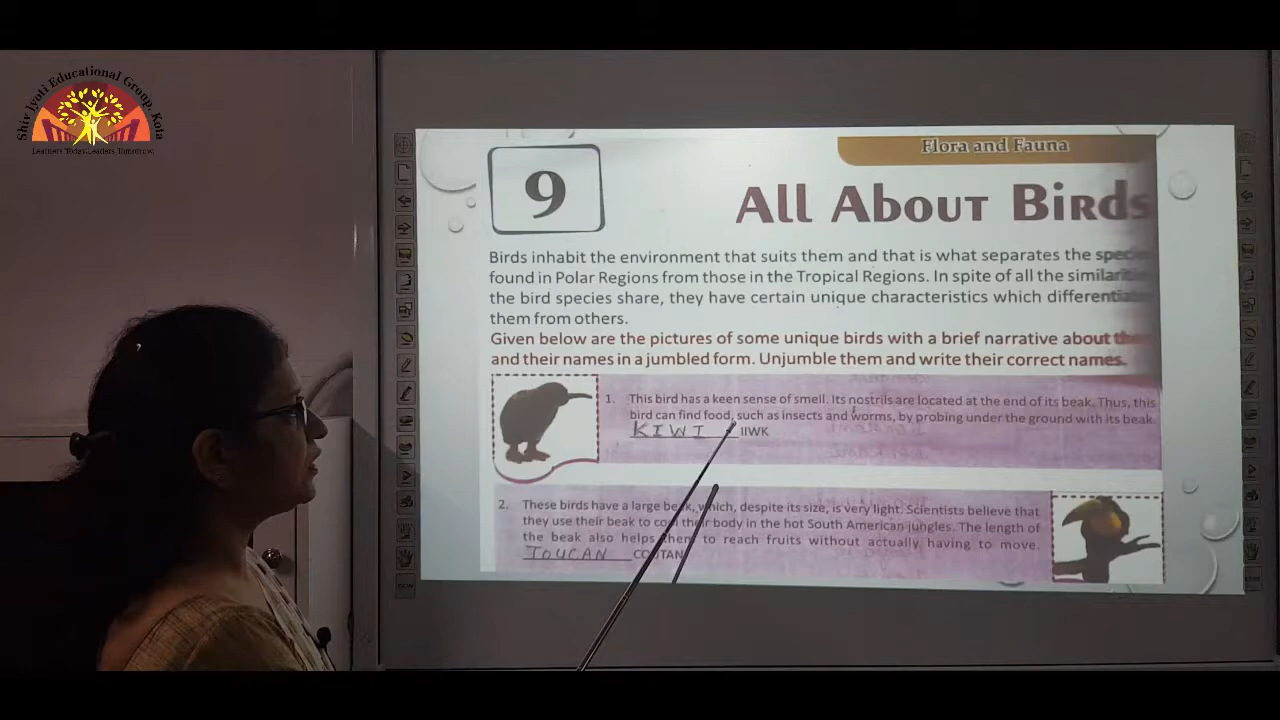 Shiv Jyoti Educational Group, Kota
Learners Today Leaders Tomorrow
Flora and Fauna
9
All About Birds
Birds inhabit the environment that suits them and that is what separates the species
found in Polar Regions from those in the Tropical Regions. In spite of all the similarities
the bird species share, they have certain unique characteristics which differentiate
them from others.
Given below are the pictures of some unique birds with a brief narrative about them
and their names in a jumbled form. Unjumble them and write their correct names.
1. This bird has a keen sense of smell. Its nostrils are located at the end of its beak. Thus, this
bird can find food, such as insects and worms, by probing under the ground with its beak.
KIWI IIWK
2. These birds have a large beak, which, despite its size, is very light. Scientists believe that
they use their beak to cool their body in the hot South American jungles. The length of
the beak also helps them to reach fruits without actually having to move.
TOUCAN COUTAN